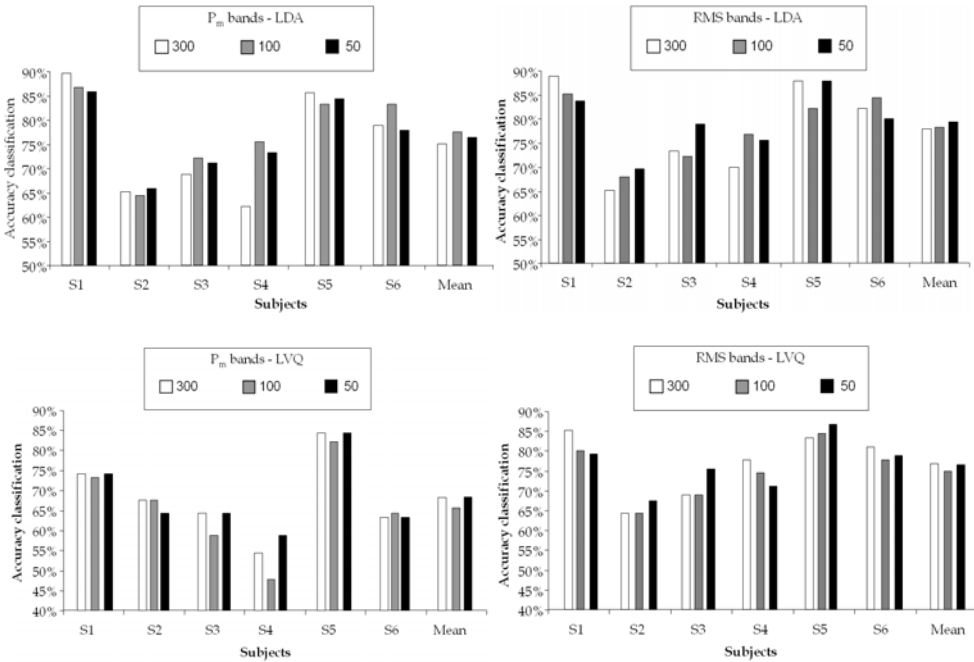 P_m bands - LDA
300 100 50
Accuracy classification
90%
85%
80%
75%
70%
65%
60%
55%
50%
S1 S2 S3 S4 S5 S6 Mean
Subjects
RMS bands - LDA
300 100 50
Accuracy classification
90%
85%
80%
75%
70%
65%
60%
55%
50%
S1 S2 S3 S4 S5 S6 Mean
Subjects
P_m bands - LVQ
300 100 50
Accuracy classification
90%
85%
80%
75%
70%
65%
60%
55%
50%
45%
40%
S1 S2 S3 S4 S5 S6 Mean
Subjects
RMS bands - LVQ
300 100 50
Accuracy classification
90%
85%
80%
75%
70%
65%
60%
55%
50%
45%
40%
S1 S2 S3 S4 S5 S6 Mean
Subjects